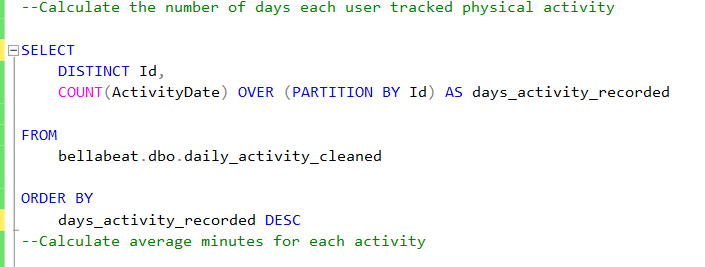 --Calculate the number of days each user tracked physical activity
SELECT
DISTINCT Id,
COUNT(ActivityDate) OVER (PARTITION BY Id) AS days_activity_recorded
FROM
bellabeat.dbo.daily_activity_cleaned
ORDER BY
days_activity_recorded DESC
--Calculate average minutes for each activity